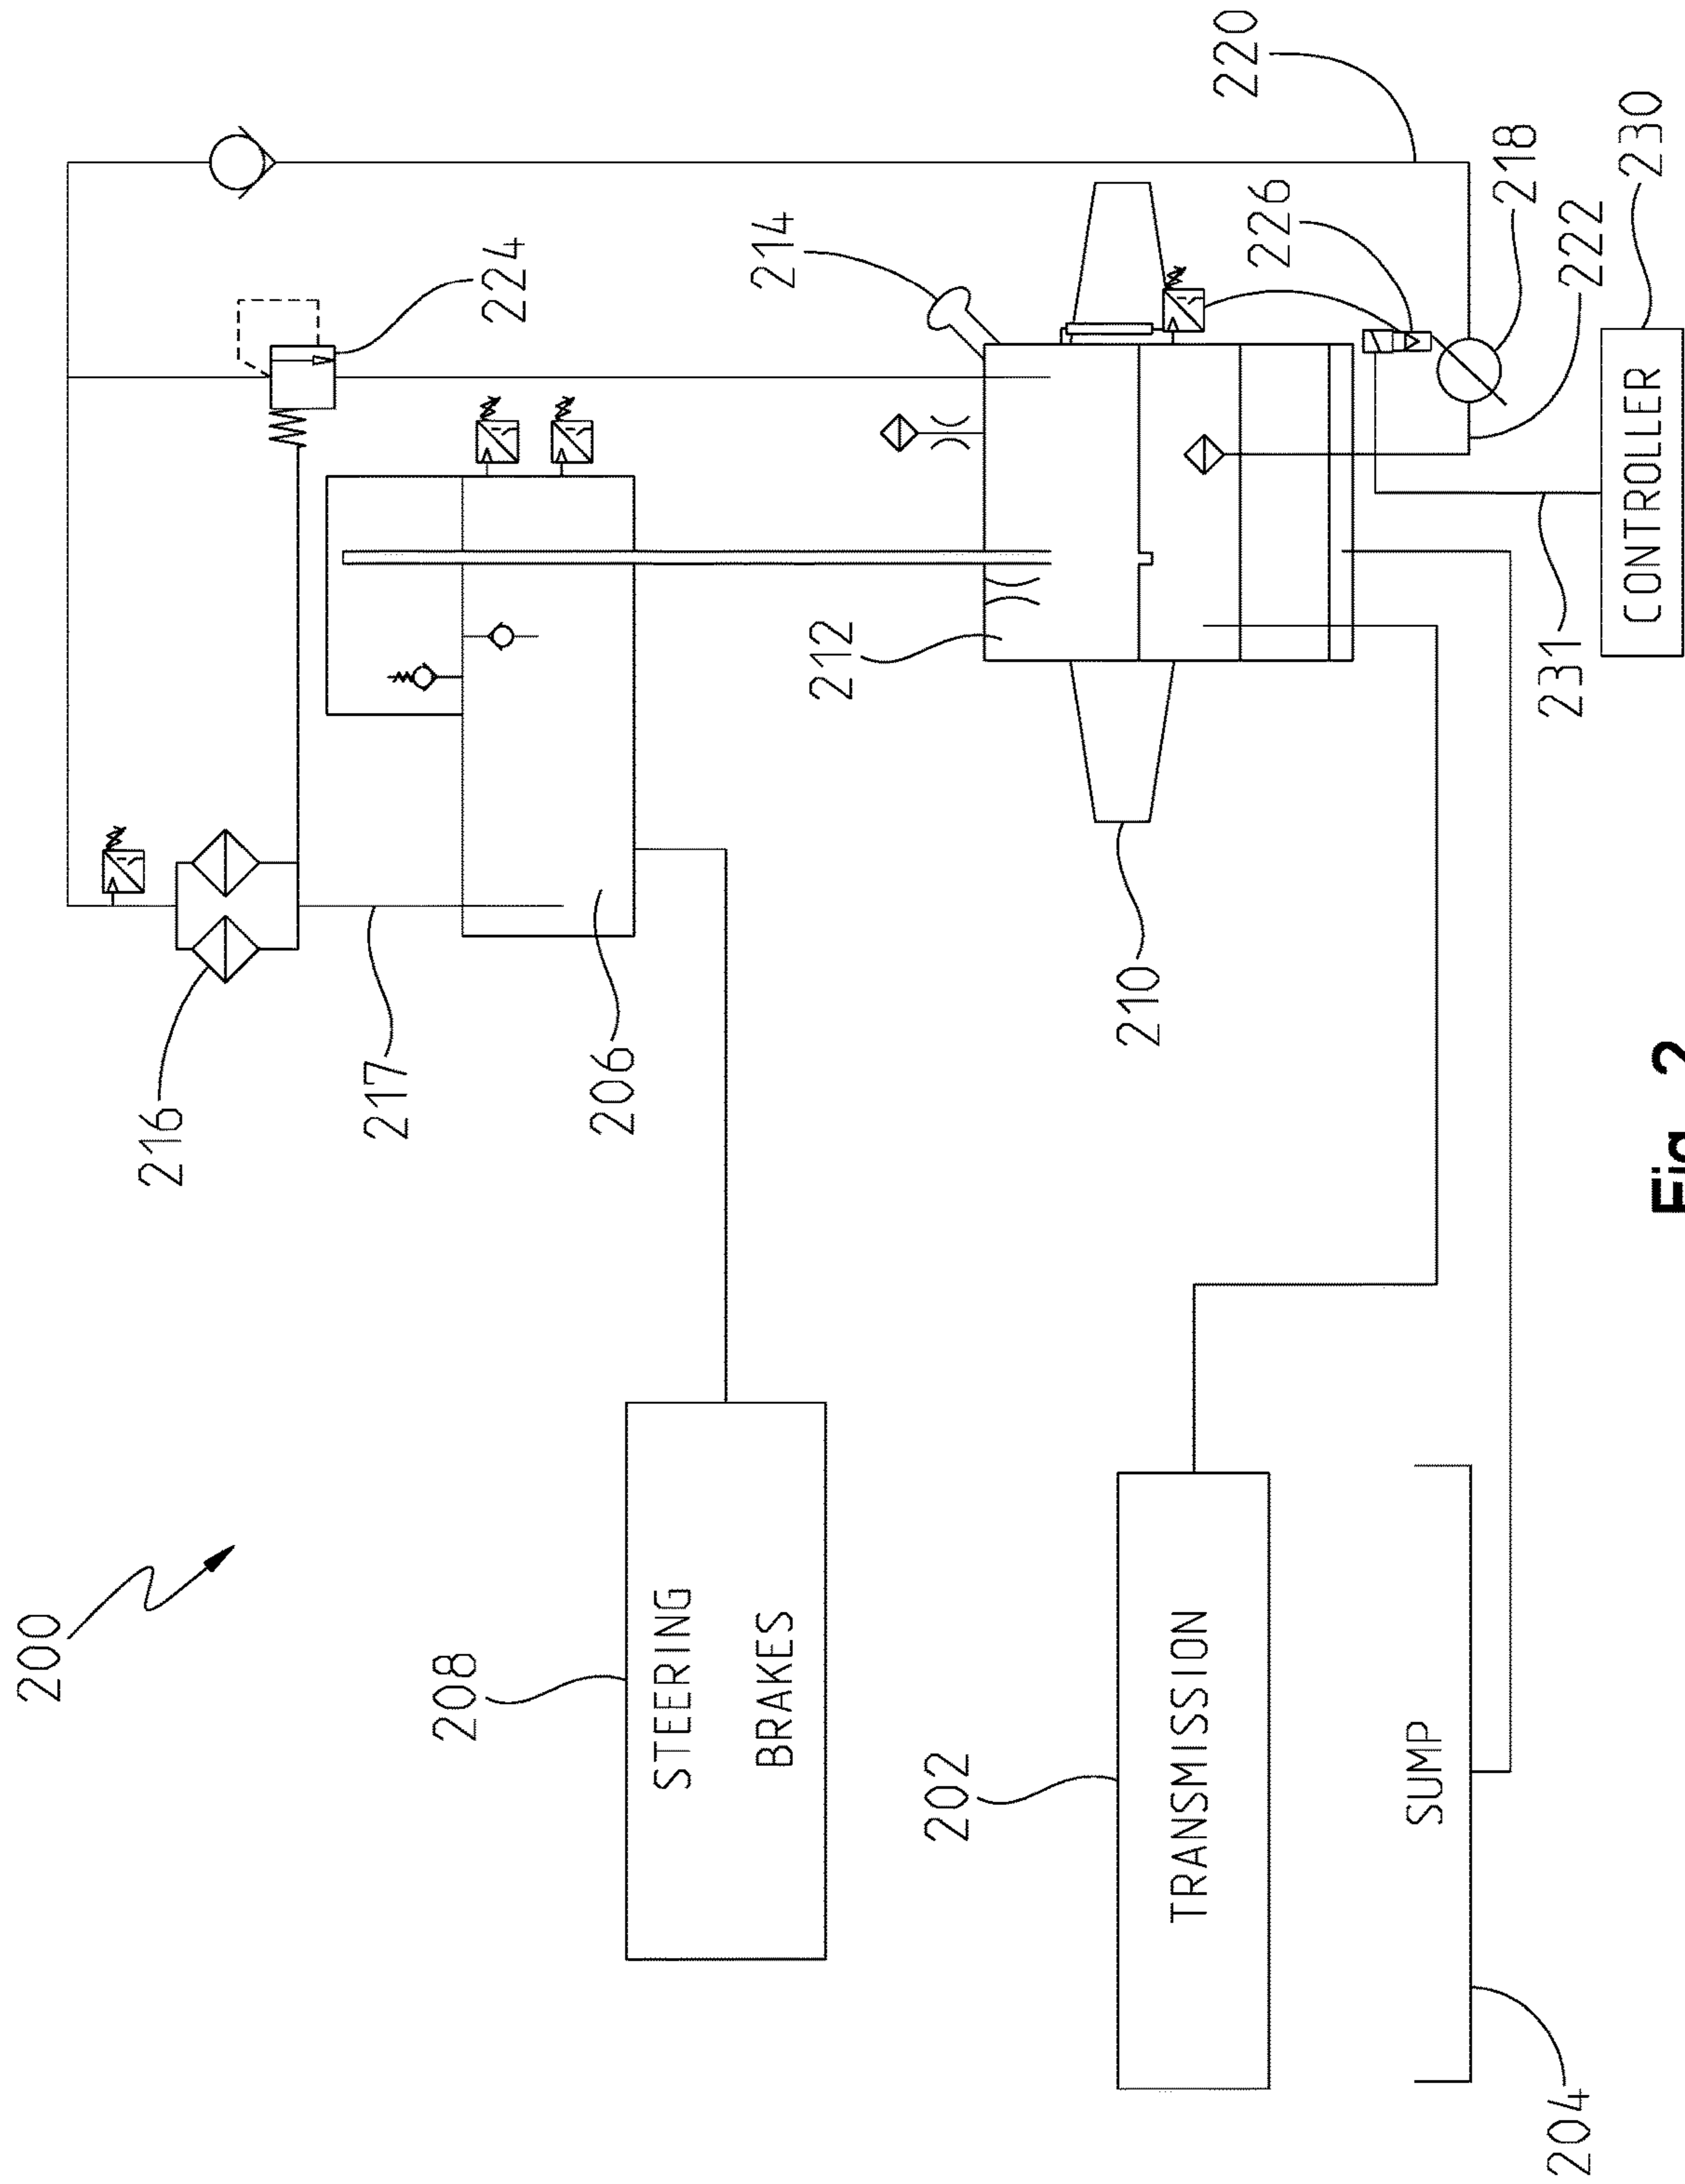 200
216
217
206
224
220
214
212
226
218
222
230
231
CONTROLLER
210
208
STEERING
BRAKES
202
TRANSMISSION
SUMP
204
Fig. 2